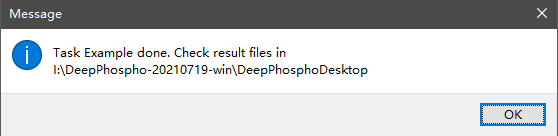 Message
Task Example done. Check result files in
I:\DeepPhospho-20210719-win\DeepPhosphoDesktop
OK